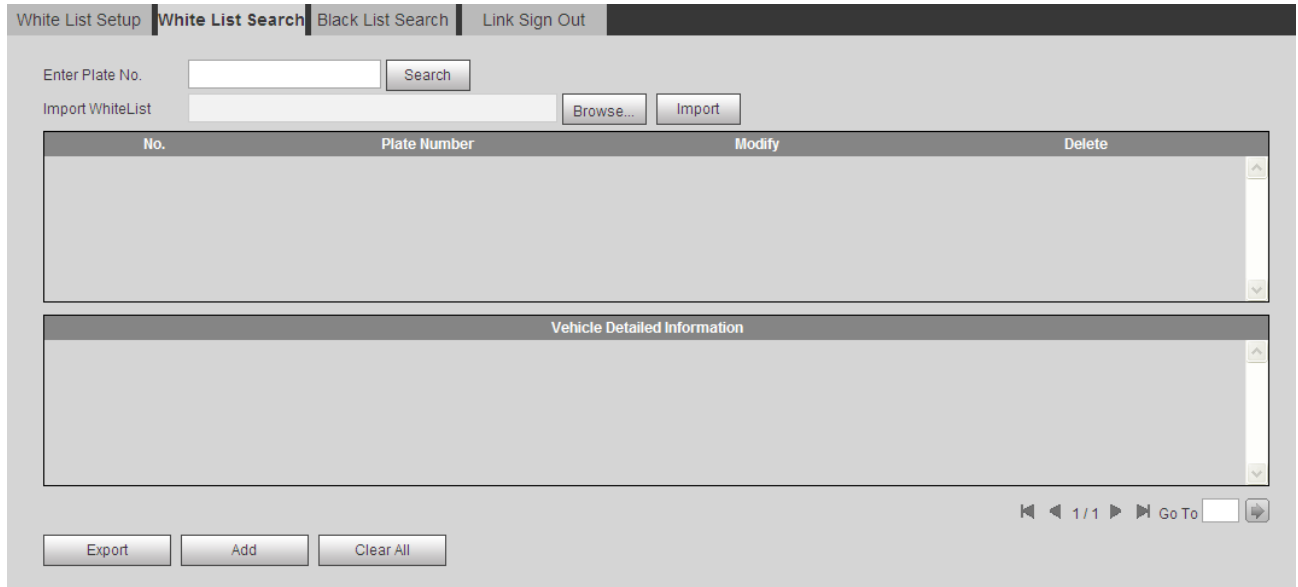 White List Setup White List Search Black List Search Link Sign Out
Enter Plate No. Search
Import WhiteList Browse... Import
No. Plate Number Modify Delete
Vehicle Detailed Information
1 / 1 Go To
Export Add Clear All